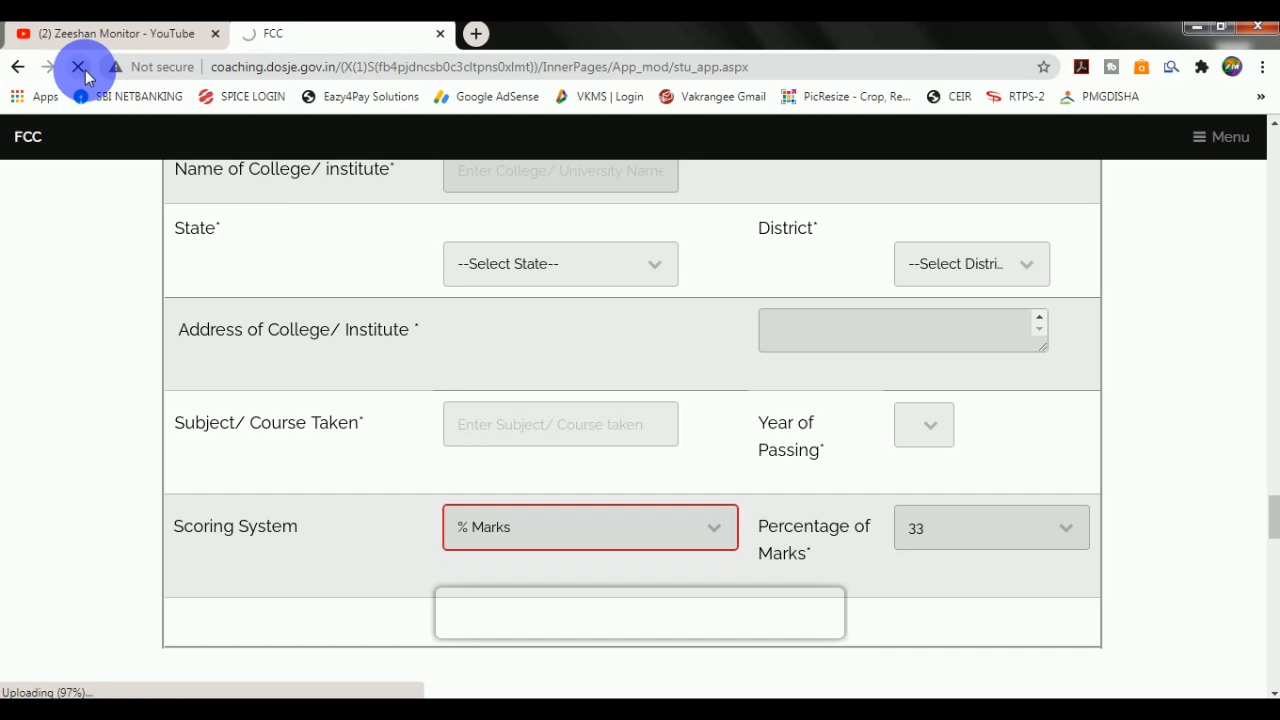 (2) Zeeshan Monitor - YouTube
FCC
Not secure
coaching.dosje.gov.in/(X(1)S(fb4pjdncsb0c3cltpns0xlmt))/InnerPages/App_mod/stu_app.aspx
Apps
SBI NETBANKING
SPICE LOGIN
Eazy4Pay Solutions
Google AdSense
VKMS | Login
Vakrangee Gmail
PicResize - Crop, Re...
CEIR
RTPS-2
PMGDISHA
FCC
Menu
Name of College/ institute*
Enter College/ University Name
State*
District*
--Select State--
--Select Distri...
Address of College/ Institute *
Subject/ Course Taken*
Enter Subject/ Course taken
Year of
Passing*
Scoring System
% Marks
Percentage of
Marks*
33
Uploading (97%)...